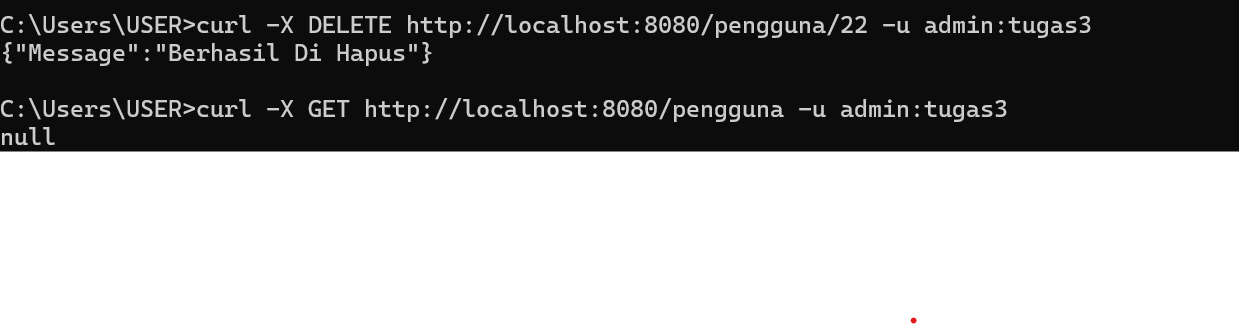 C:\Users\USER>curl -X DELETE http://localhost:8080/pengguna/22 -u admin:tugas3
{"Message":"Berhasil Di Hapus"}
C:\Users\USER>curl -X GET http://localhost:8080/pengguna -u admin:tugas3
null